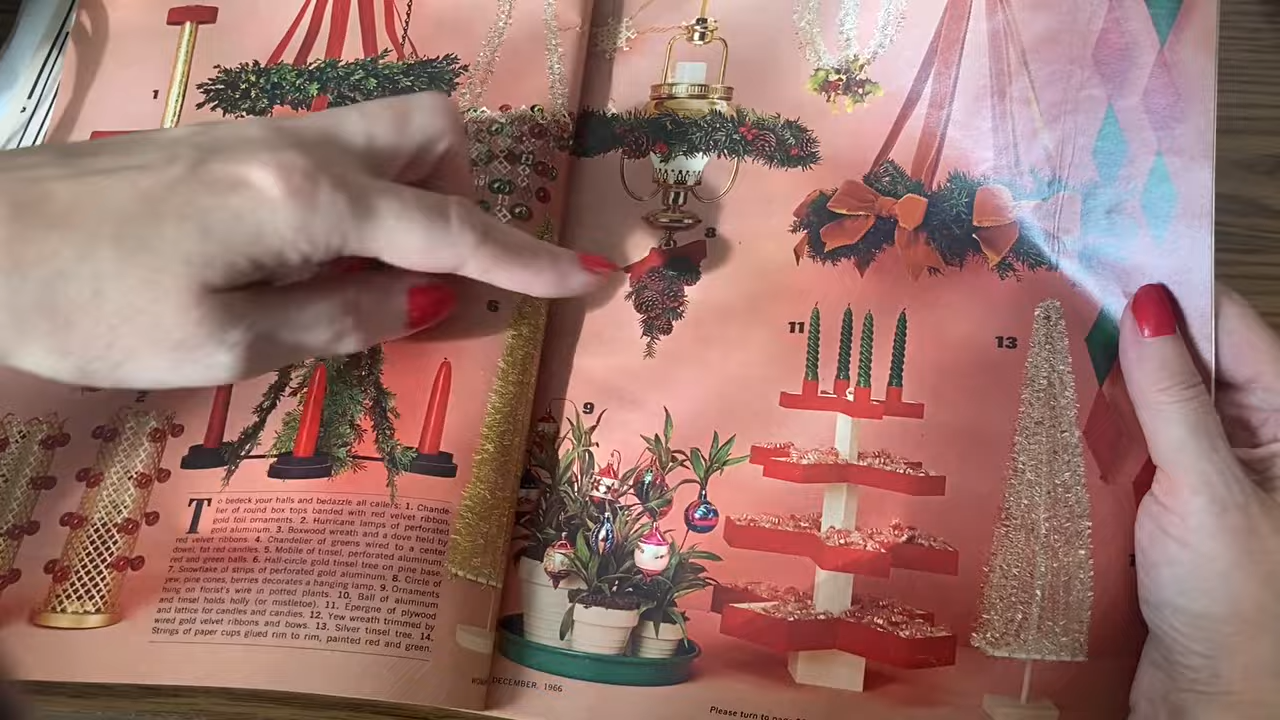 1
8
6
11
13
2
9
To bedeck your halls and bedazzle all callers: 1. Chande-
lier of round box tops banded with red velvet ribbon,
gold foil ornaments. 2. Hurricane lamps of perforated
gold aluminum. 3. Boxwood wreath and a dove held by
red velvet ribbons. 4. Chandelier of greens wired to a center
dowel, fat red candles. 5. Mobile of tinsel, perforated aluminum,
red and green balls. 6. Half-circle gold tinsel tree on pine base.
7. Snowflake of strips of perforated gold aluminum. 8. Circle of
yew, pine cones, berries decorates a hanging lamp. 9. Ornaments
hung on florist's wire in potted plants. 10. Ball of aluminum
and tinsel holds holly (or mistletoe). 11. Epergne of plywood
and lattice for candles and candies. 12. Yew wreath trimmed by
wired gold velvet ribbons and bows. 13. Silver tinsel tree. 14.
Strings of paper cups glued rim to rim, painted red and green.
DECEMBER, 1966
Please turn to